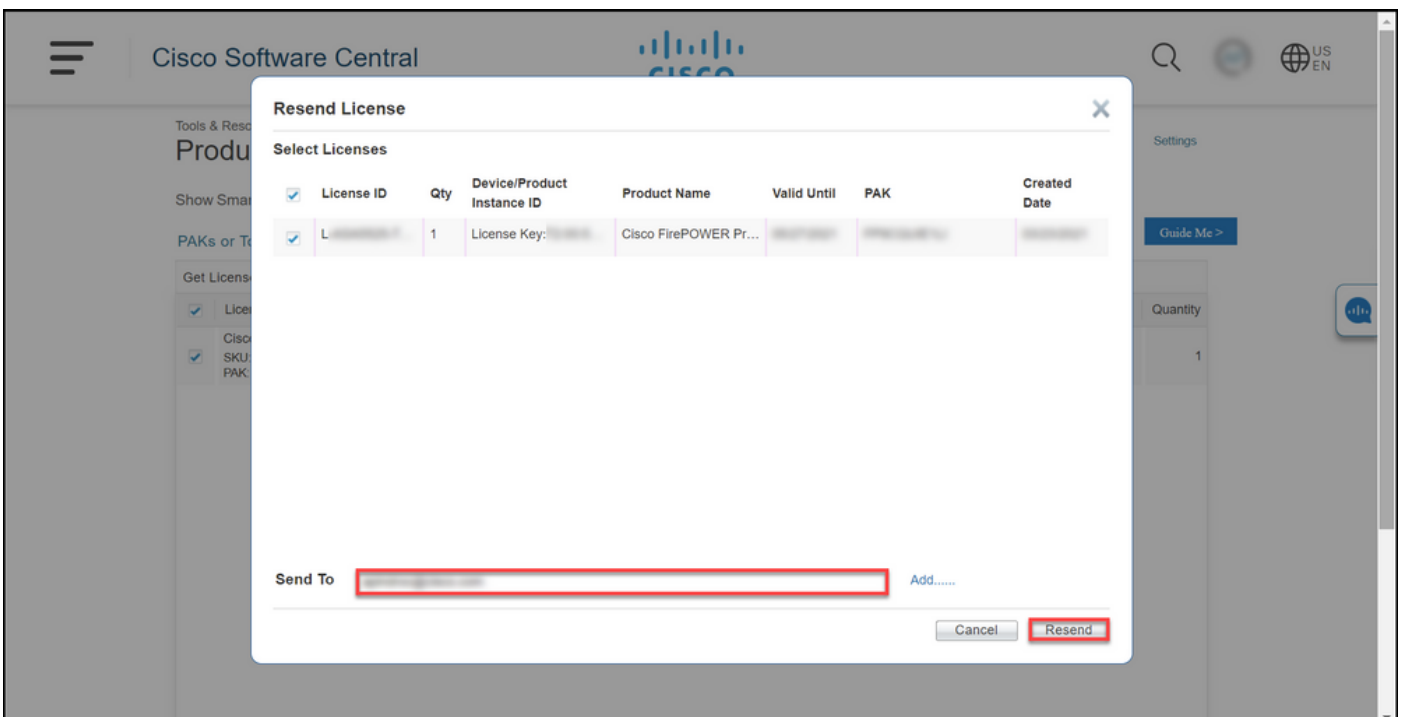 Cisco Software Central
CISCO
US
EN
Resend License
Tools & Reso
Produ
Settings
Select Licenses
License ID Qty Device/Product Instance ID Product Name Valid Until PAK Created Date
Show Smar
L 1 License Key: Cisco FirePOWER Pr...
PAKs or To
Guide Me >
Get Licens
Licen
Quantity
Cisco
SKU:
PAK:
1
Send To
Add......
Cancel Resend